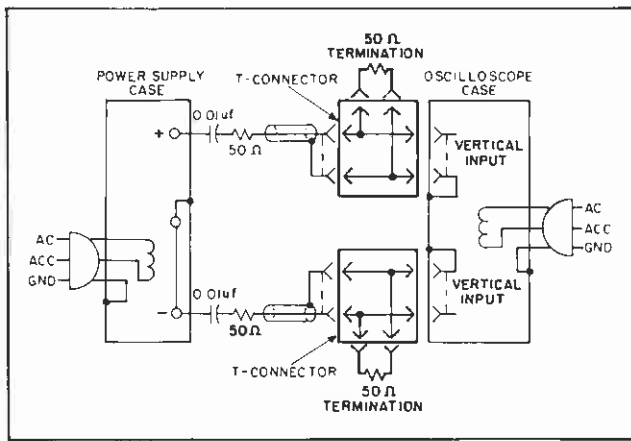 50 Ω
TERMINATION
T-CONNECTOR
POWER SUPPLY
CASE
OSCILLOSCOPE
CASE
0.01uf
+
50 Ω
VERTICAL
INPUT
AC
ACC
GND
AC
ACC
GND
0.01uf
VERTICAL
INPUT
-
50 Ω
T-CONNECTOR
50 Ω
TERMINATION